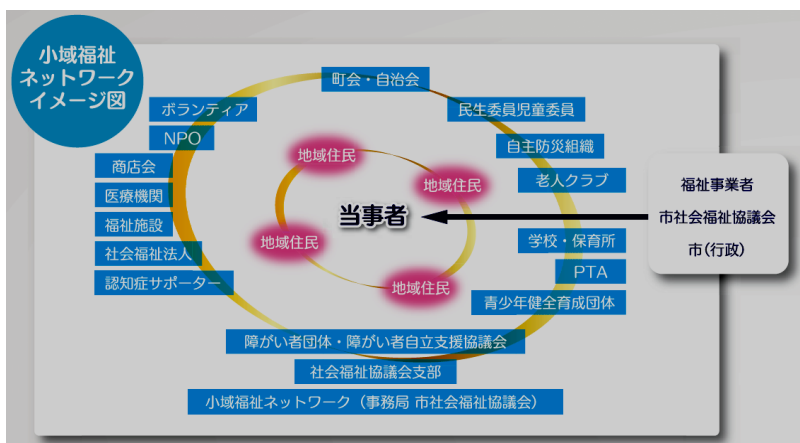 小域福祉
ネットワーク
イメージ図
町会・自治会
ボランティア
NPO
商店会
医療機関
福祉施設
社会福祉法人
認知症サポーター
民生委員児童委員
自主防災組織
老人クラブ
学校・保育所
PTA
青少年健全育成団体
地域住民
地域住民
地域住民
地域住民
当事者
福祉事業者
市社会福祉協議会
市(行政)
障がい者団体・障がい者自立支援協議会
社会福祉協議会支部
小域福祉ネットワーク（事務局 市社会福祉協議会）